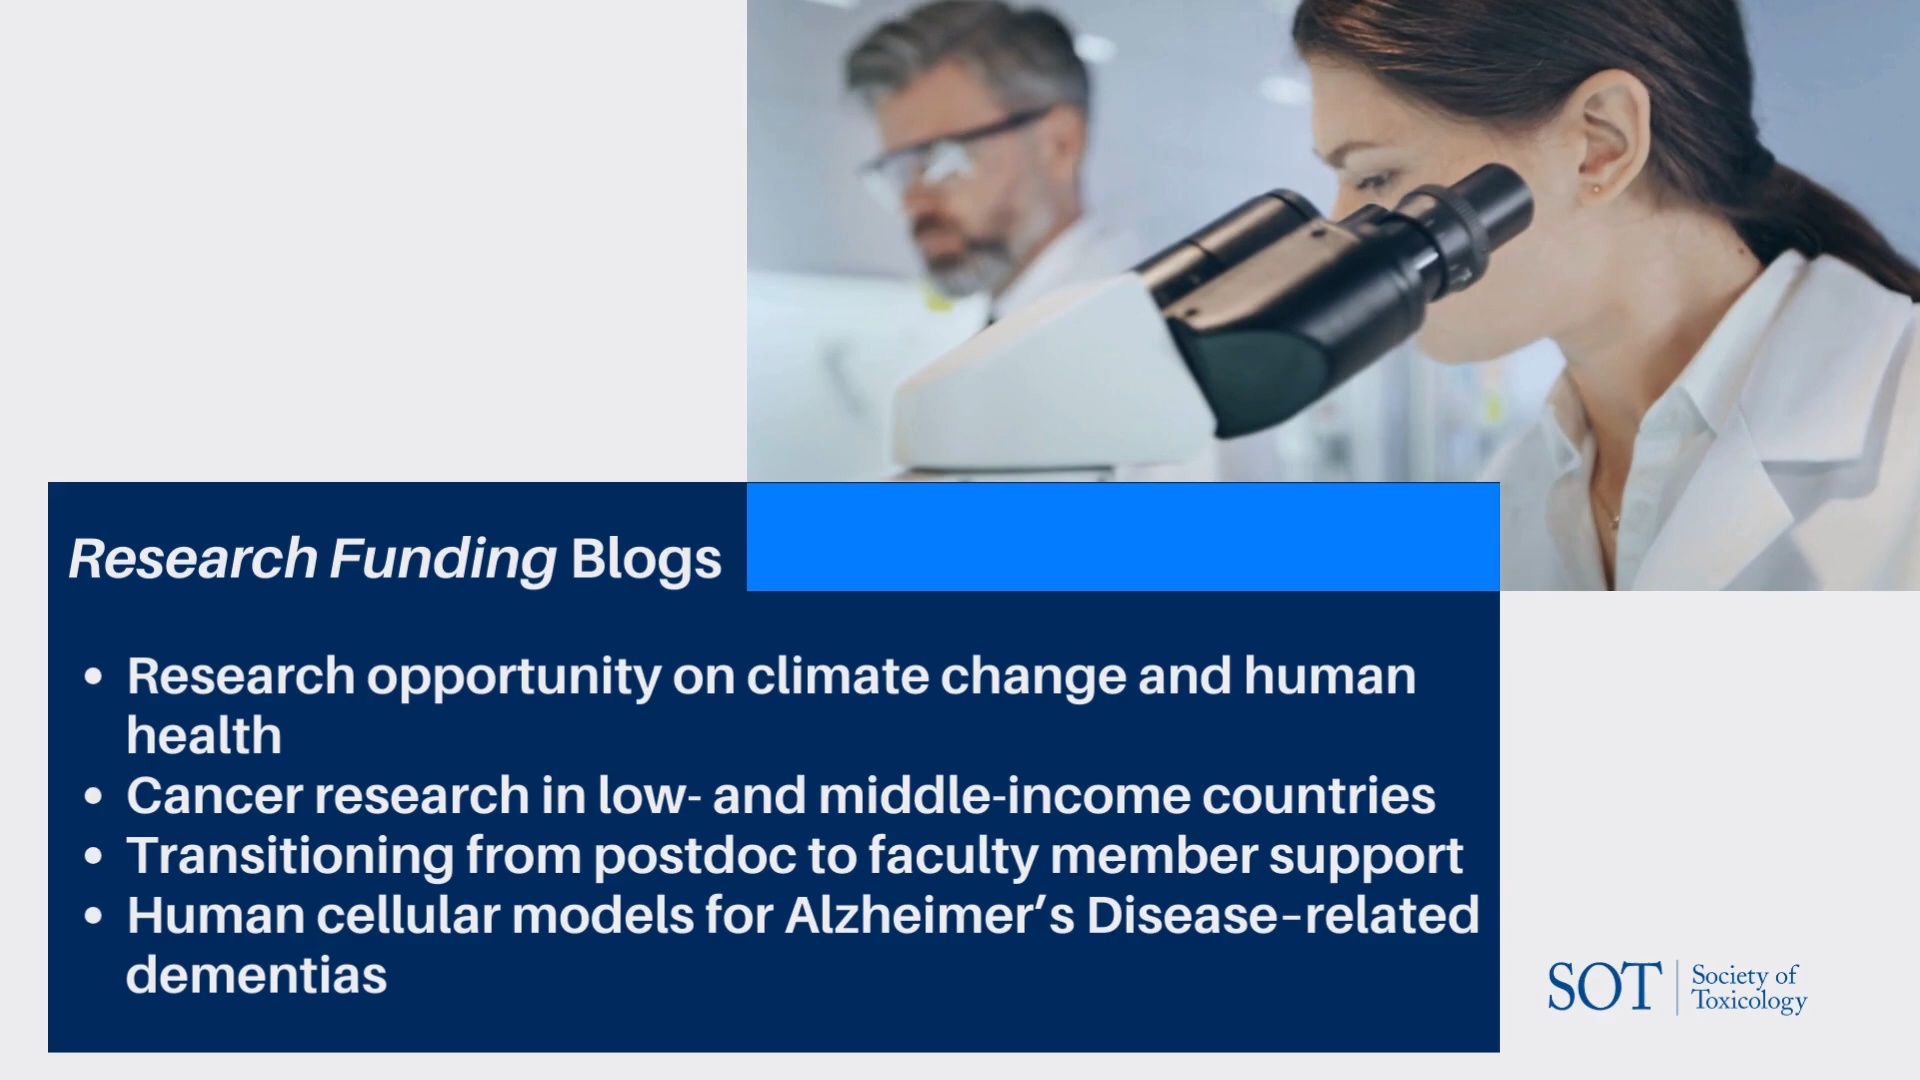 Research Funding Blogs
• Research opportunity on climate change and human
health
• Cancer research in low- and middle-income countries
• Transitioning from postdoc to faculty member support
• Human cellular models for Alzheimer’s Disease–related
dementias
SOT | Society of
Toxicology